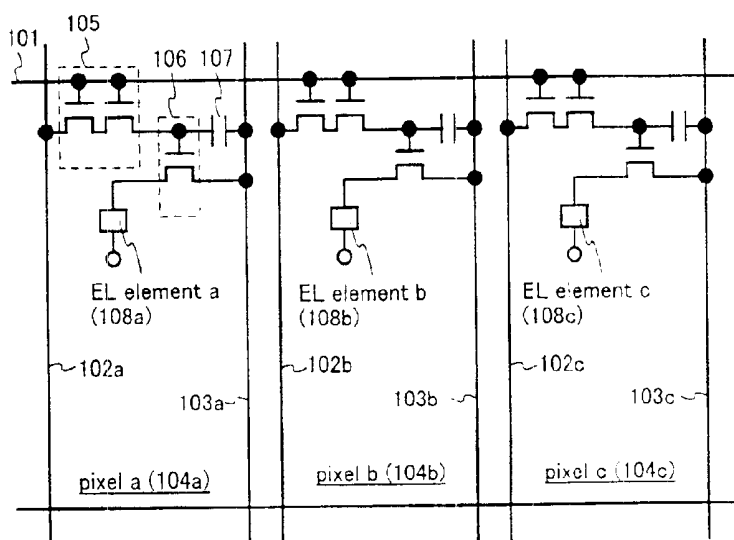 105
101
106
107
EL element a
(108a)
EL element b
(108b)
EL element c
(108c)
102a
102b
102c
103a
103b
103c
pixel a (104a)
pixel b (104b)
pixel c (104c)